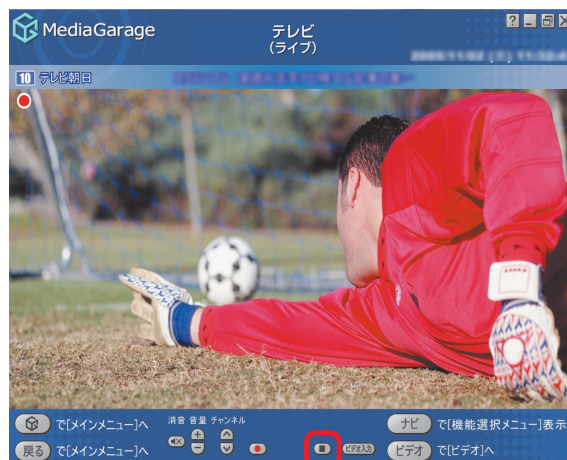 MediaGarage
テレビ
(ライブ)
10 テレビ朝日
で[メインメニュー]へ
消音 音量 チャンネル
ナビ で[機能選択メニュー]表示
戻る で[メインメニュー]へ
ビデオ入力
ビデオ で[ビデオ]へ